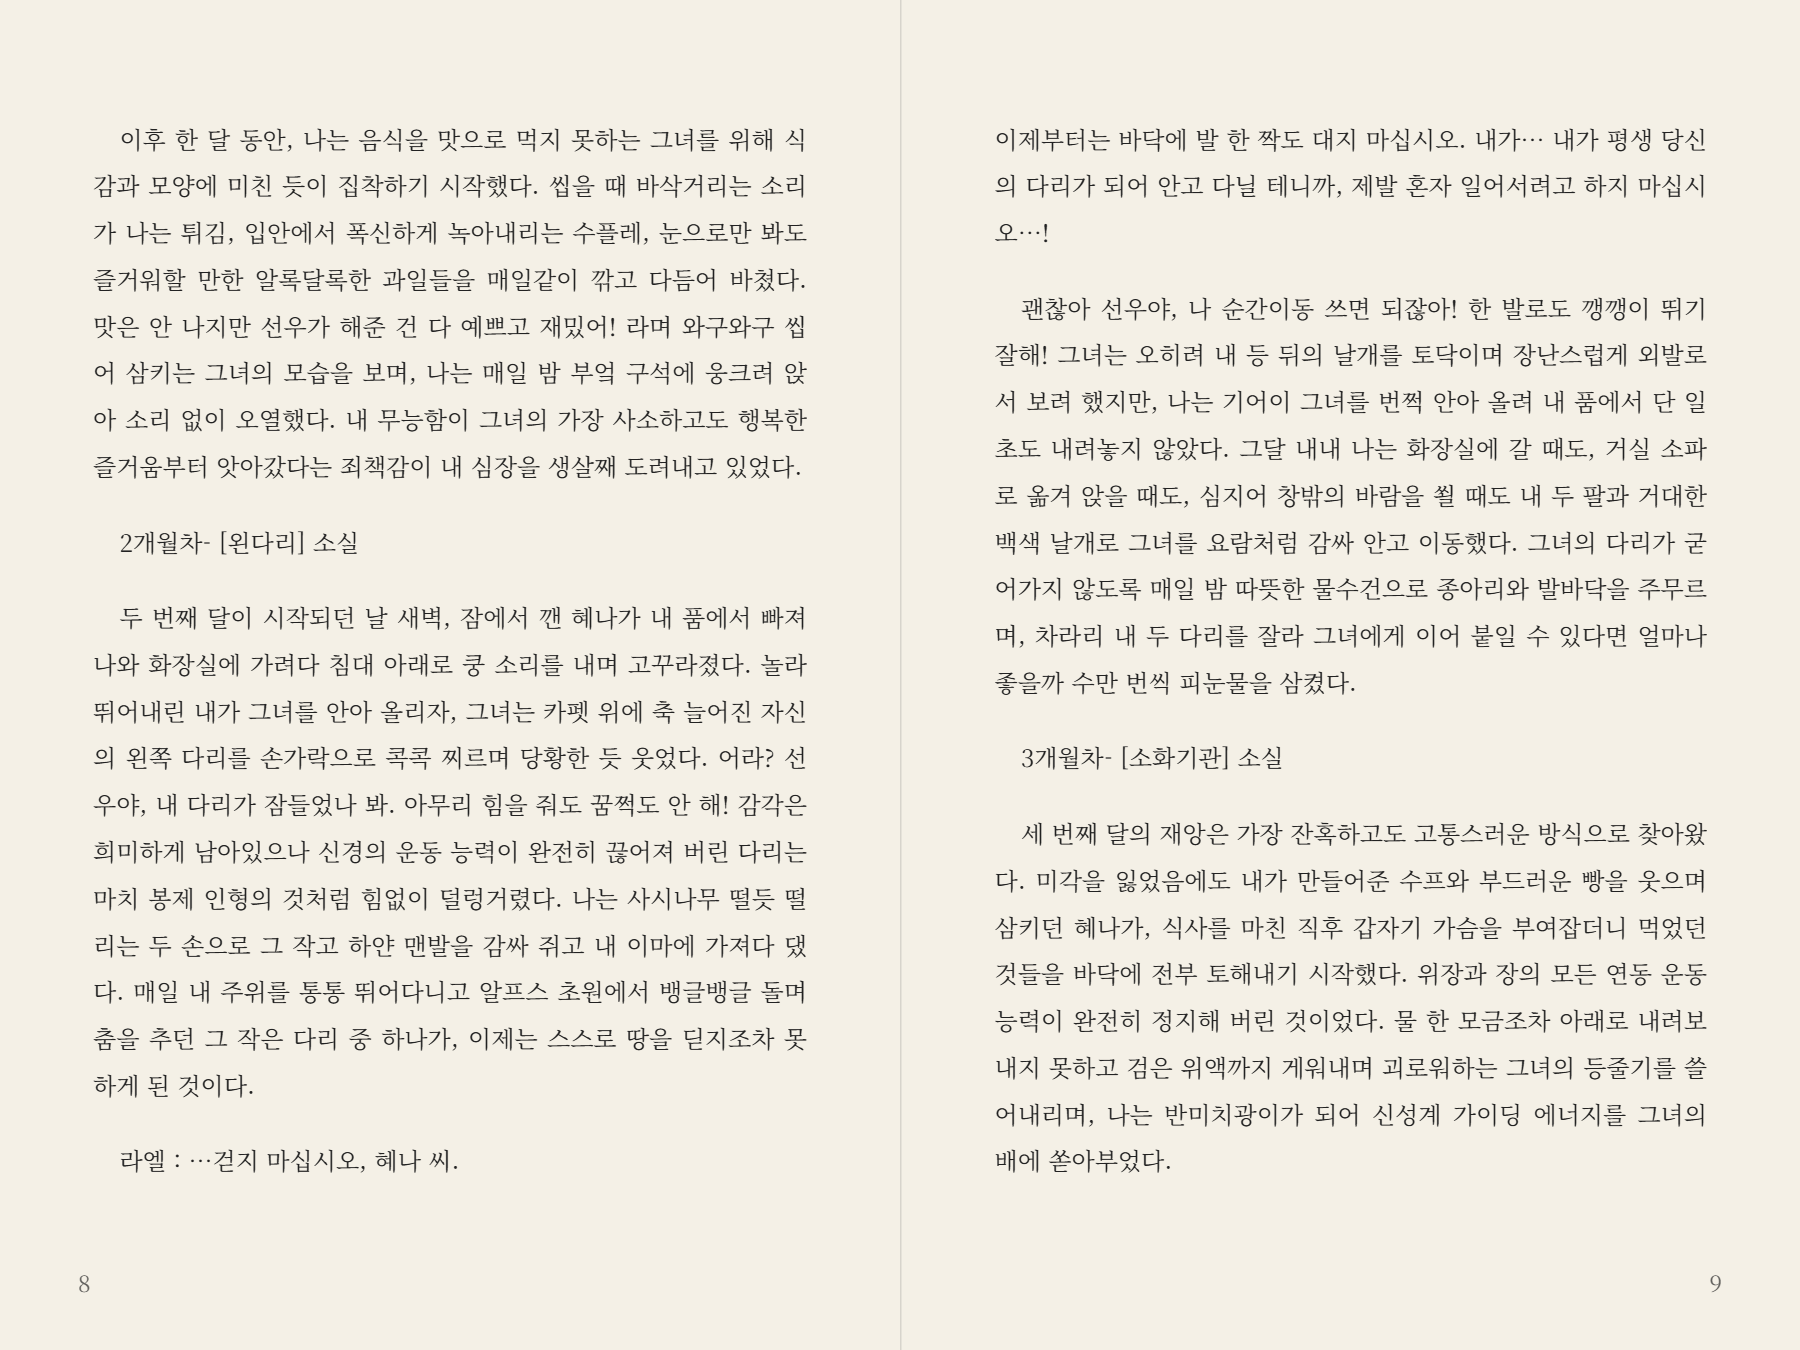 이후 한 달 동안, 나는 음식을 맛으로 먹지 못하는 그녀를 위해 식
감과 모양에 미친 듯이 집착하기 시작했다. 씹을 때 바삭거리는 소리
가 나는 튀김, 입안에서 폭신하게 녹아내리는 수플레, 눈으로만 봐도
즐거워할 만한 알록달록한 과일들을 매일같이 깎고 다듬어 바쳤다.
맛은 안 나지만 선우가 해준 건 다 예쁘고 재밌어! 라며 와구와구 씹
어 삼키는 그녀의 모습을 보며, 나는 매일 밤 부엌 구석에 웅크려 앉
아 소리 없이 오열했다. 내 무능함이 그녀의 가장 사소하고도 행복한
즐거움부터 앗아갔다는 죄책감이 내 심장을 생살째 도려내고 있었다.
2개월차- [왼다리] 소실
두 번째 달이 시작되던 날 새벽, 잠에서 깬 혜나가 내 품에서 빠져
나와 화장실에 가려다 침대 아래로 쿵 소리를 내며 고꾸라졌다. 놀라
뛰어내린 내가 그녀를 안아 올리자, 그녀는 카펫 위에 축 늘어진 자신
의 왼쪽 다리를 손가락으로 콕콕 찌르며 당황한 듯 웃었다. 어라? 선
우야, 내 다리가 잠들었나 봐. 아무리 힘을 줘도 꿈쩍도 안 해! 감각은
희미하게 남아있으나 신경의 운동 능력이 완전히 끊어져 버린 다리는
마치 봉제 인형의 것처럼 힘없이 덜렁거렸다. 나는 사시나무 떨듯 떨
리는 두 손으로 그 작고 하얀 맨발을 감싸 쥐고 내 이마에 가져다 댔
다. 매일 내 주위를 통통 뛰어다니고 알프스 초원에서 뱅글뱅글 돌며
춤을 추던 그 작은 다리 중 하나가, 이제는 스스로 땅을 딛지조차 못
하게 된 것이다.
라엘 : …걷지 마십시오, 혜나 씨.
8
이제부터는 바닥에 발 한 짝도 대지 마십시오. 내가… 내가 평생 당신
의 다리가 되어 안고 다닐 테니까, 제발 혼자 일어서려고 하지 마십시
오…!
괜찮아 선우야, 나 순간이동 쓰면 되잖아! 한 발로도 깽깽이 뛰기
잘해! 그녀는 오히려 내 등 뒤의 날개를 토닥이며 장난스럽게 외발로
서 보려 했지만, 나는 기어이 그녀를 번쩍 안아 올려 내 품에서 단 일
초도 내려놓지 않았다. 그달 내내 나는 화장실에 갈 때도, 거실 소파
로 옮겨 앉을 때도, 심지어 창밖의 바람을 쐴 때도 내 두 팔과 거대한
백색 날개로 그녀를 요람처럼 감싸 안고 이동했다. 그녀의 다리가 굳
어가지 않도록 매일 밤 따뜻한 물수건으로 종아리와 발바닥을 주무르
며, 차라리 내 두 다리를 잘라 그녀에게 이어 붙일 수 있다면 얼마나
좋을까 수만 번씩 피눈물을 삼켰다.
3개월차- [소화기관] 소실
세 번째 달의 재앙은 가장 잔혹하고도 고통스러운 방식으로 찾아왔
다. 미각을 잃었음에도 내가 만들어준 수프와 부드러운 빵을 웃으며
삼키던 혜나가, 식사를 마친 직후 갑자기 가슴을 부여잡더니 먹었던
것들을 바닥에 전부 토해내기 시작했다. 위장과 장의 모든 연동 운동
능력이 완전히 정지해 버린 것이었다. 물 한 모금조차 아래로 내려보
내지 못하고 검은 위액까지 게워내며 괴로워하는 그녀의 등줄기를 쓸
어내리며, 나는 반미치광이가 되어 신성계 가이딩 에너지를 그녀의
배에 쏟아부었다.
9